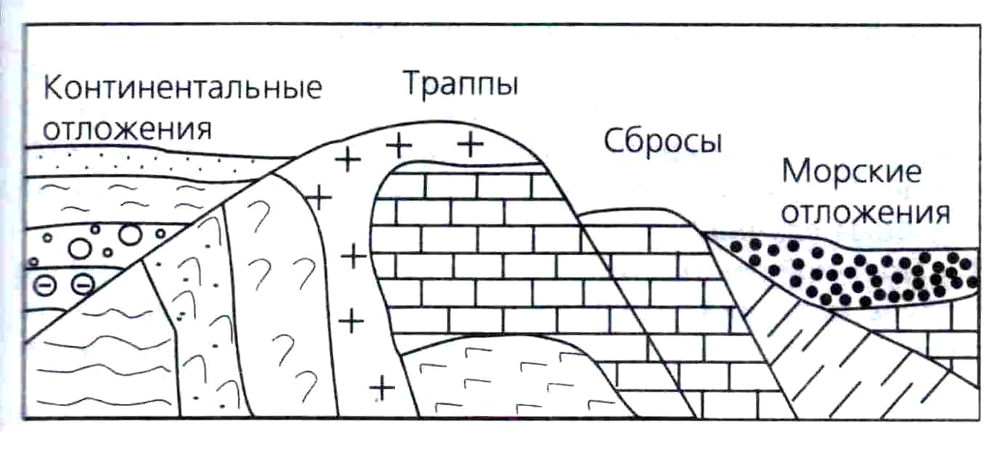 Континентальные
отложения
Траппы
Сбросы
Морские
отложения